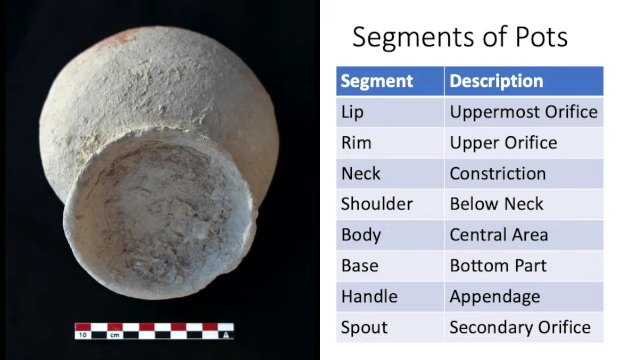 Segments of Pots
Segment Description
Lip Uppermost Orifice
Rim Upper Orifice
Neck Constriction
Shoulder Below Neck
Body Central Area
Base Bottom Part
Handle Appendage
Spout Secondary Orifice
10 cm